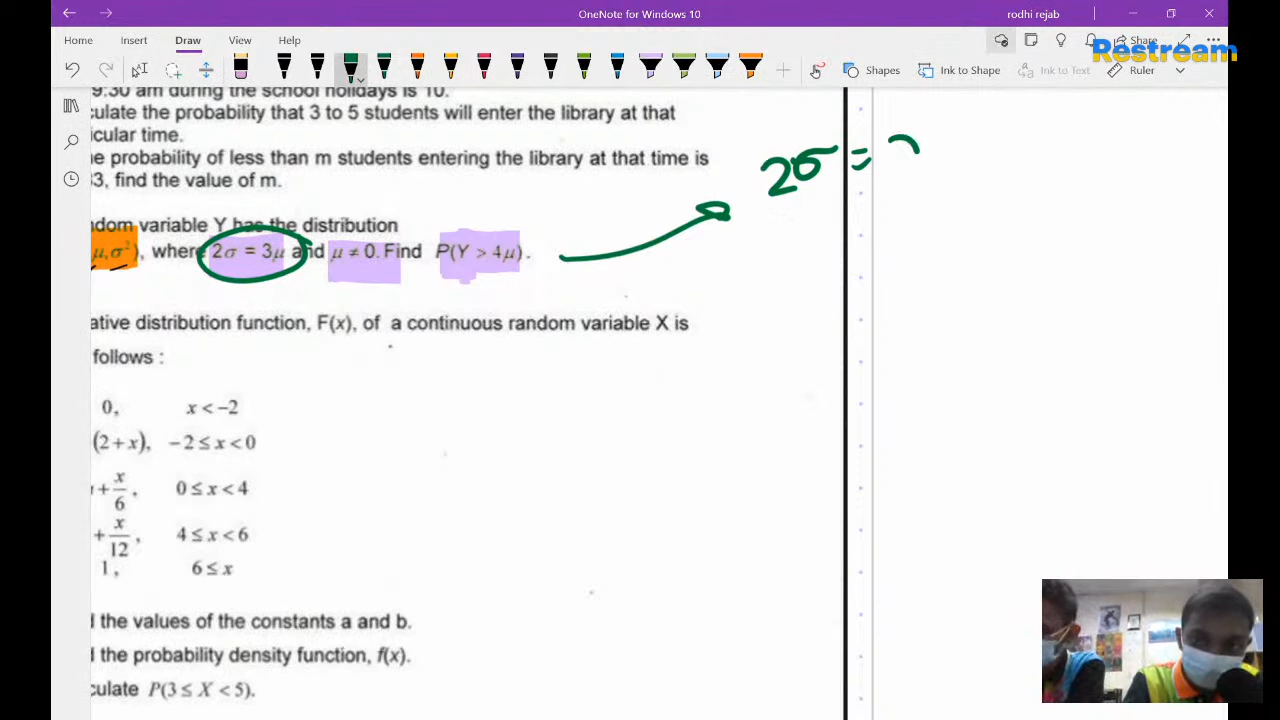 OneNote for Windows 10
rodhi rejab
Home Insert Draw View Help
Share
Restream
Shapes Ink to Shape Ink to Text Ruler
9:30 am during the school holidays is 10.
culate the probability that 3 to 5 students will enter the library at that
icular time.
e probability of less than m students entering the library at that time is
3, find the value of m.
ndom variable Y has the distribution
μ,σ²), where 2σ = 3μ and μ ≠ 0. Find P(Y > 4μ).
2σ =
ative distribution function, F(x), of a continuous random variable X is
follows :
0, x < −2
(2 + x), −2 ≤ x < 0
+ x/6, 0 ≤ x < 4
+ x/12, 4 ≤ x < 6
1, 6 ≤ x
d the values of the constants a and b.
d the probability density function, f(x).
culate P(3 ≤ X < 5).